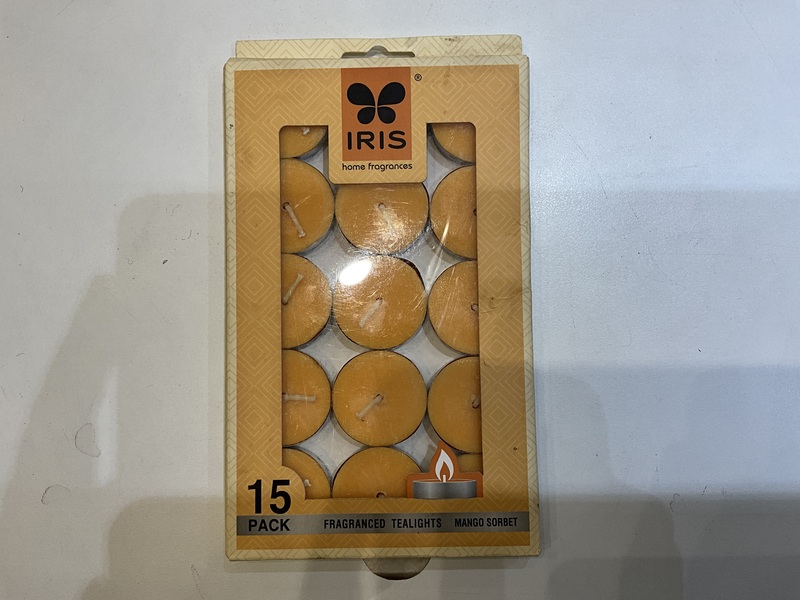 ®
IRIS
home fragrances
15
PACK
FRAGRANCED TEALIGHTS MANGO SORBET